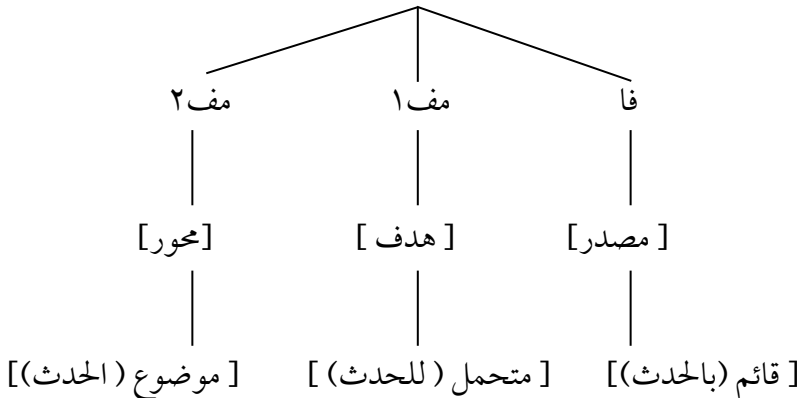 فا مف١ مف٢
[ مصدر] [ هدف ] [محور]
[ قائم (بالحدث)] [ متحمل ( للحدث) ] [ موضوع ( الحدث)]